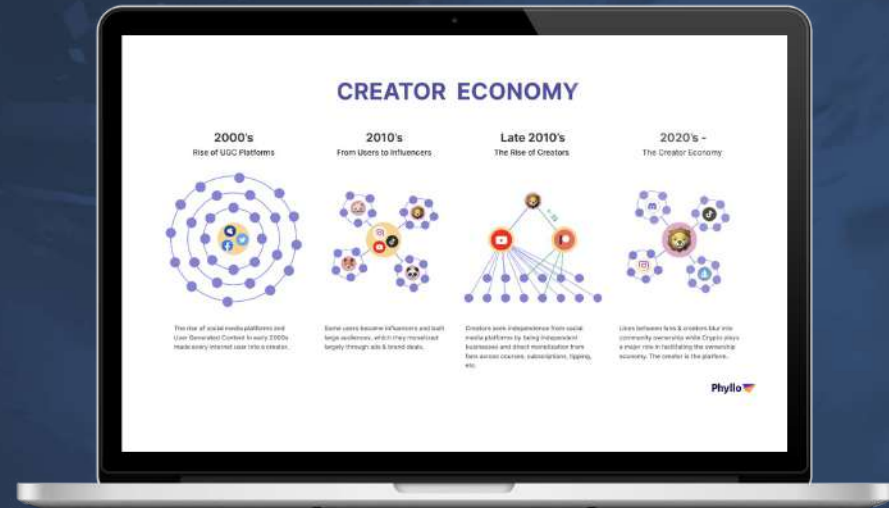 CREATOR ECONOMY
2000's
Rise of UGC Platforms
The rise of social media platforms and
User Generated Content in early 2000s
made every internet user into a creator.
2010's
From Users to Influencers
Some users became influencers and built
large audiences, which they monetized
largely through ads & brand deals.
Late 2010's
The Rise of Creators
Creators seek independence from social
media platforms by being independent
businesses and direct monetization from
fans across courses, subscriptions, tipping,
etc.
2020's -
The Creator Economy
Lines between fans & creators blur into
community ownership while Crypto plays
a major role in facilitating the ownership
economy. The creator is the platform.
Phyllo